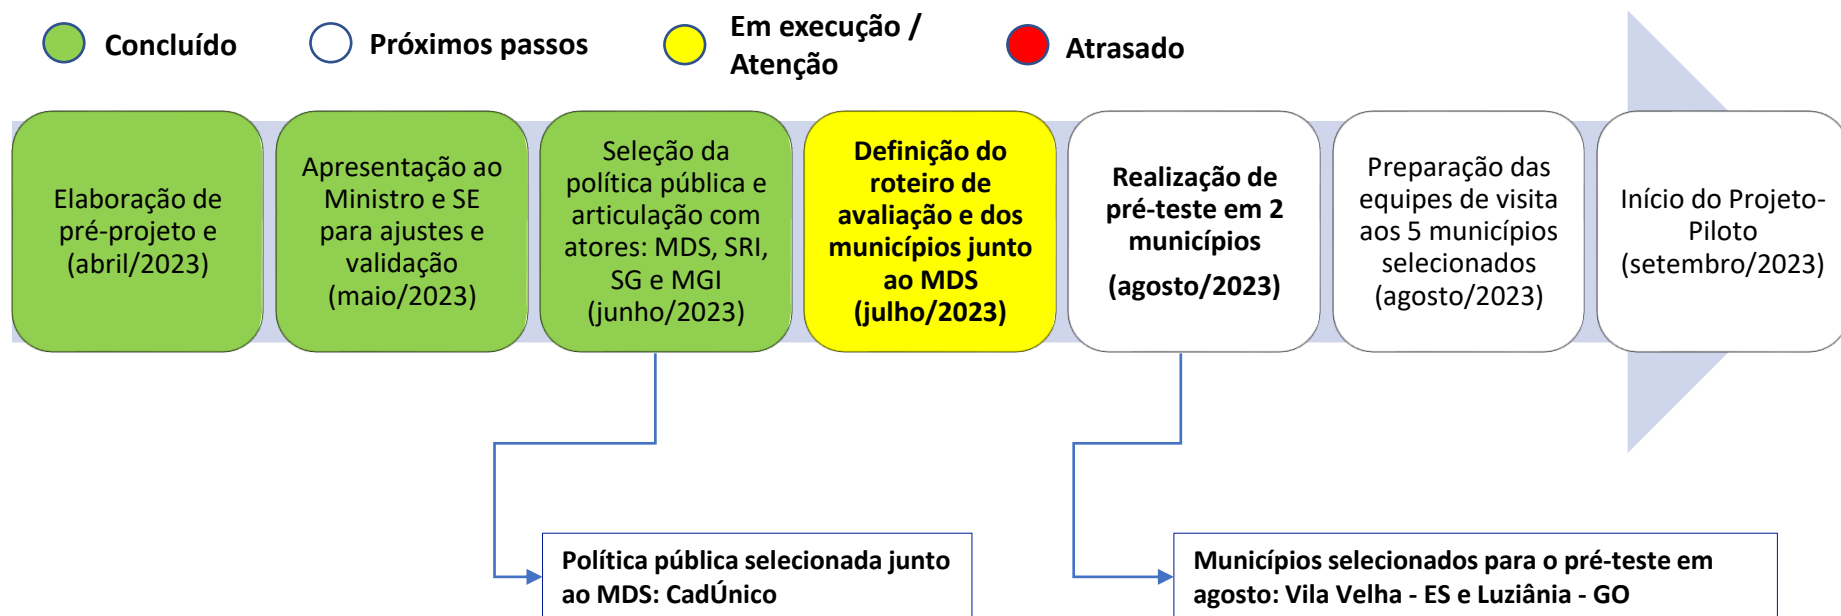 Concluído
Próximos passos
Em execução /
Atenção
Atrasado
Elaboração de
pré-projeto e
(abril/2023)
Apresentação ao
Ministro e SE
para ajustes e
validação
(maio/2023)
Seleção da
política pública e
articulação com
atores: MDS, SRI,
SG e MGI
(junho/2023)
Definição do
roteiro de
avaliação e dos
municípios junto
ao MDS
(julho/2023)
Realização de
pré-teste em 2
municípios
(agosto/2023)
Preparação das
equipes de visita
aos 5 municípios
selecionados
(agosto/2023)
Início do Projeto-
Piloto
(setembro/2023)
Política pública selecionada junto
ao MDS: CadÚnico
Municípios selecionados para o pré-teste em
agosto: Vila Velha - ES e Luziânia - GO